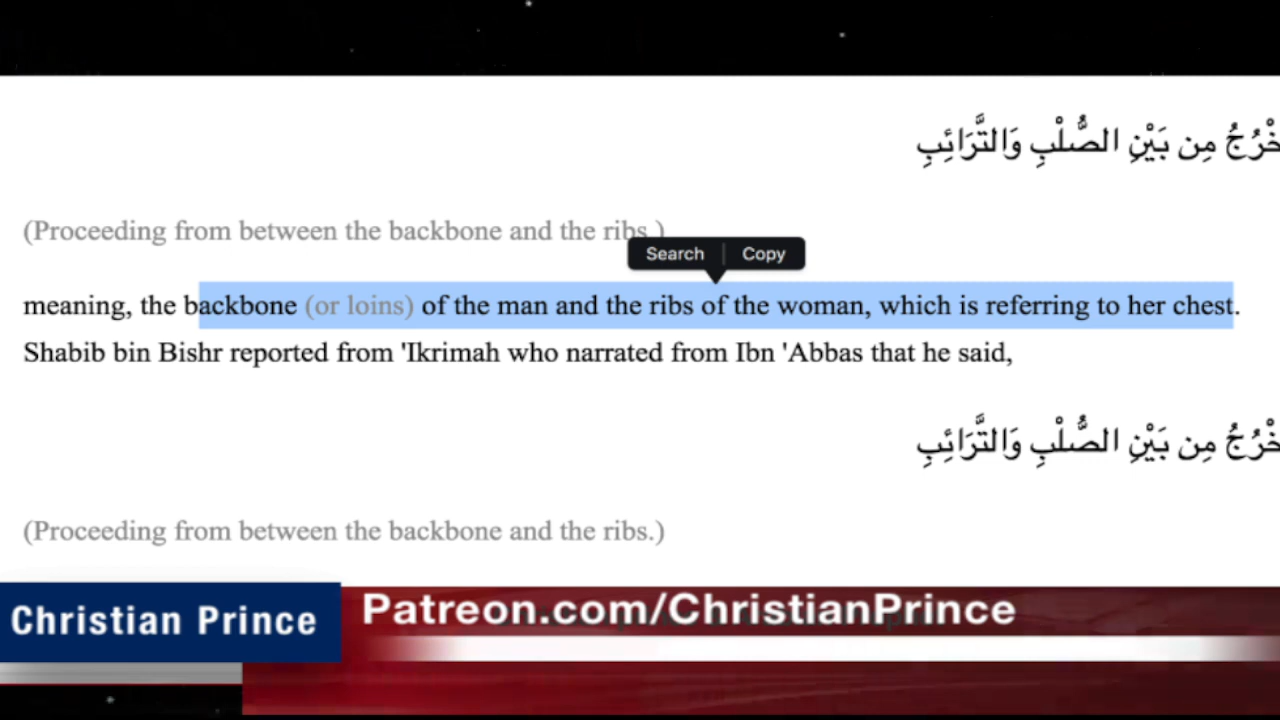 خْرُجُ مِن بَيْنِ الصُّلْبِ وَالتَّرَائِبِ
(Proceeding from between the backbone and the ribs.)
Search | Copy
meaning, the backbone (or loins) of the man and the ribs of the woman, which is referring to her chest.
Shabib bin Bishr reported from 'Ikrimah who narrated from Ibn 'Abbas that he said,
خْرُجُ مِن بَيْنِ الصُّلْبِ وَالتَّرَائِبِ
(Proceeding from between the backbone and the ribs.)
Christian Prince
Patreon.com/ChristianPrince